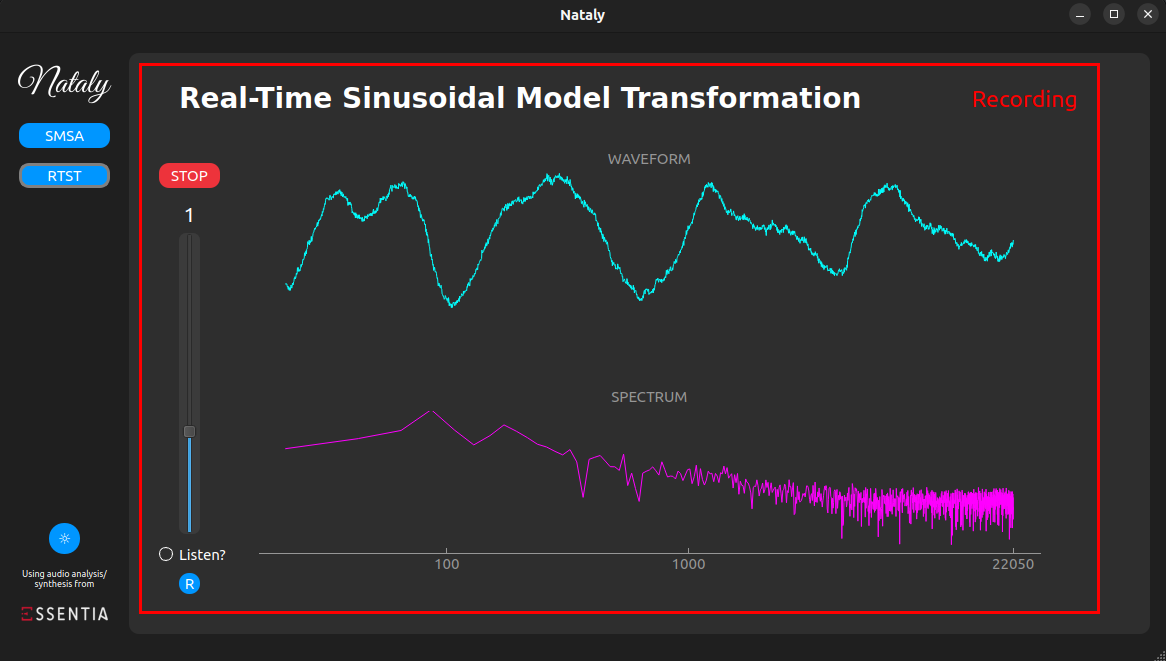 Nataly
Nataly
Real-Time Sinusoidal Model Transformation
Recording
SMSA
RTST
STOP
1
WAVEFORM
SPECTRUM
Listen?
R
100
1000
22050
Using audio analysis/
synthesis from
ESSENTIA